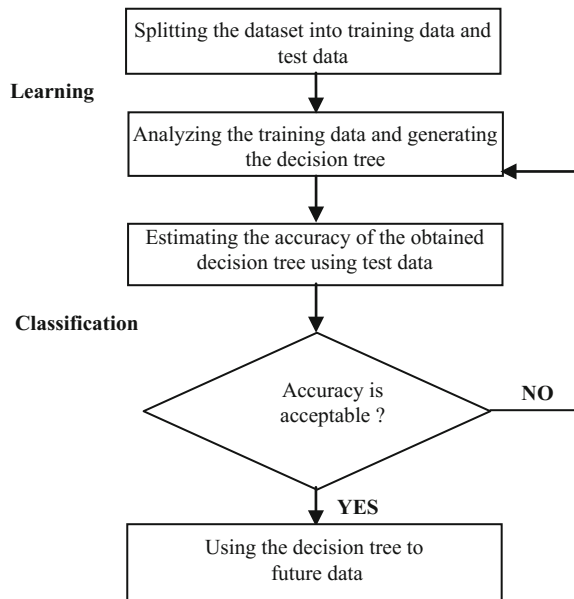 Splitting the dataset into training data and
test data
Learning
Analyzing the training data and generating
the decision tree
Estimating the accuracy of the obtained
decision tree using test data
Classification
Accuracy is
acceptable ?
NO
YES
Using the decision tree to
future data